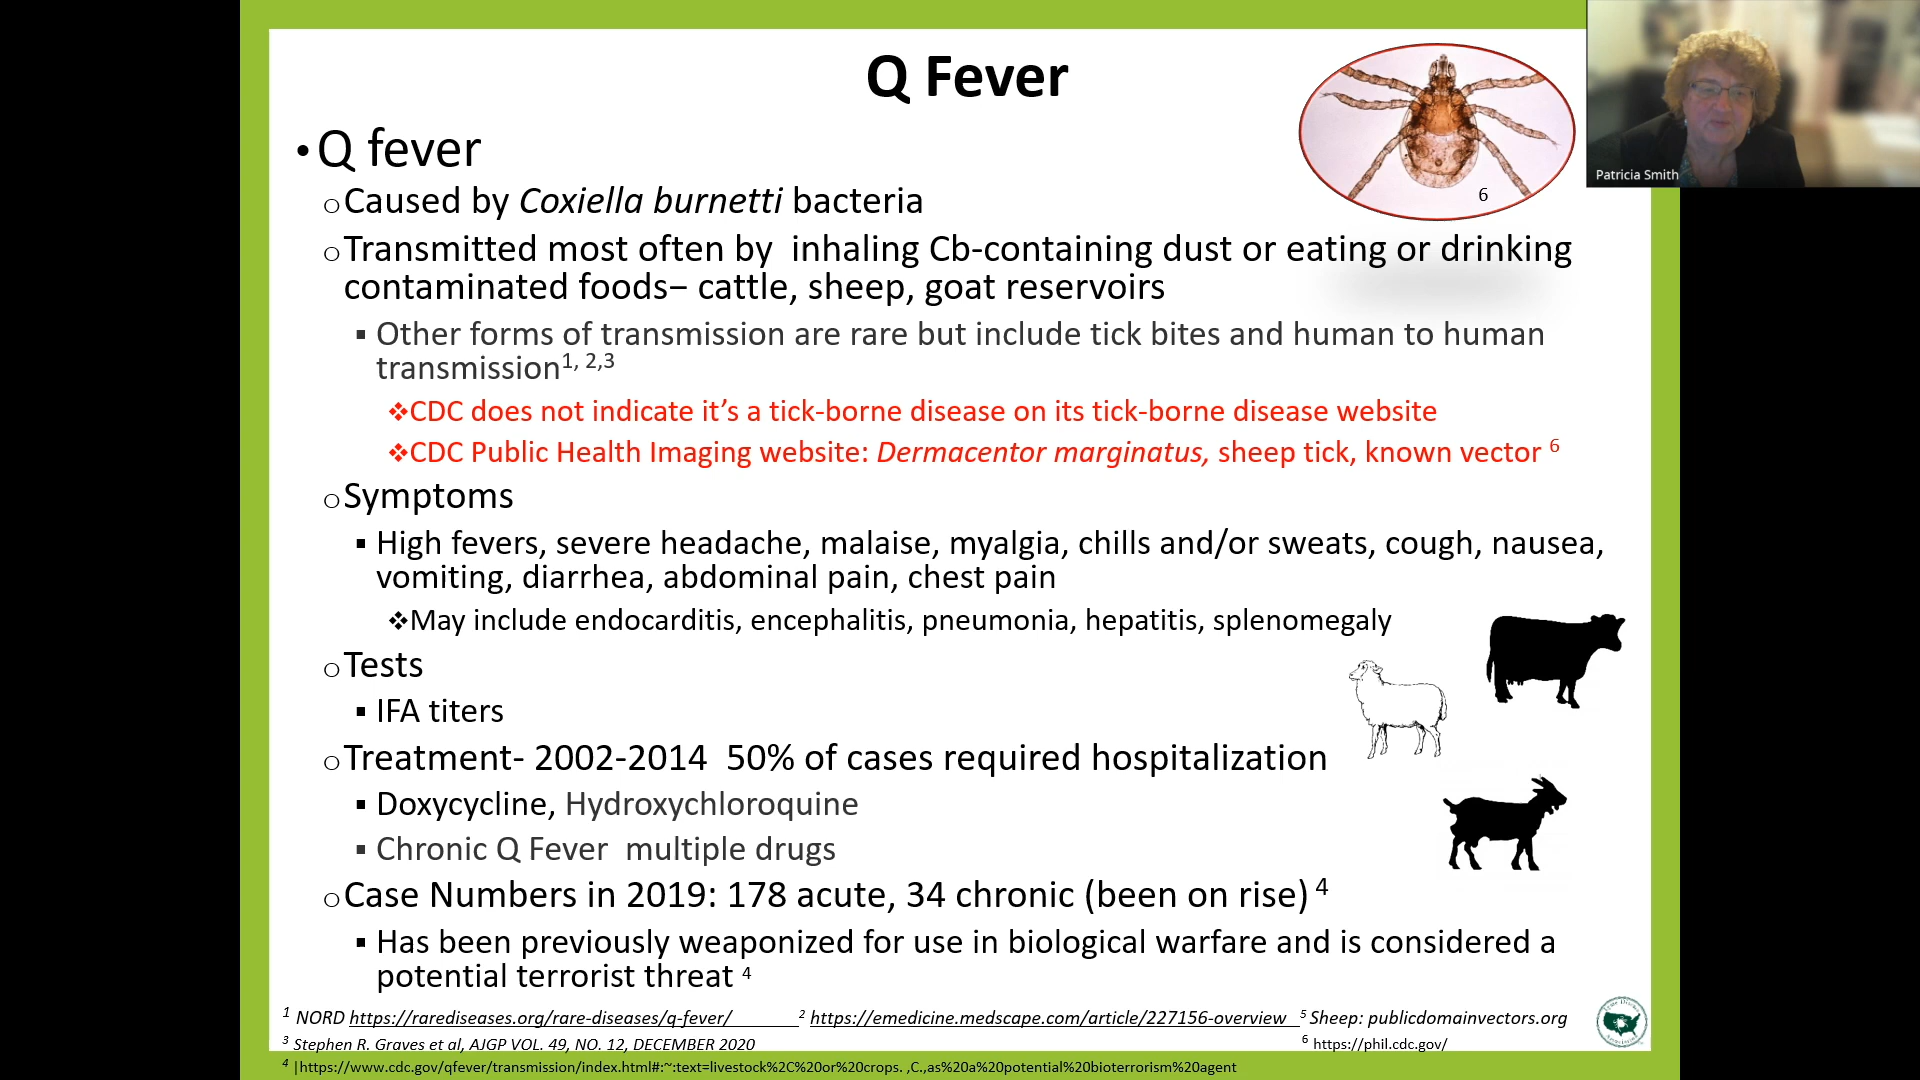 Q Fever
6
Patricia Smith
• Q fever
o Caused by Coxiella burnetti bacteria
o Transmitted most often by inhaling Cb-containing dust or eating or drinking
contaminated foods– cattle, sheep, goat reservoirs
▪ Other forms of transmission are rare but include tick bites and human to human
transmission1, 2,3
❖CDC does not indicate it’s a tick-borne disease on its tick-borne disease website
❖CDC Public Health Imaging website: Dermacentor marginatus, sheep tick, known vector 6
o Symptoms
▪ High fevers, severe headache, malaise, myalgia, chills and/or sweats, cough, nausea,
vomiting, diarrhea, abdominal pain, chest pain
❖May include endocarditis, encephalitis, pneumonia, hepatitis, splenomegaly
o Tests
▪ IFA titers
o Treatment- 2002-2014 50% of cases required hospitalization
▪ Doxycycline, Hydroxychloroquine
▪ Chronic Q Fever multiple drugs
o Case Numbers in 2019: 178 acute, 34 chronic (been on rise) 4
▪ Has been previously weaponized for use in biological warfare and is considered a
potential terrorist threat 4
1 NORD https://rarediseases.org/rare-diseases/q-fever/ 2 https://emedicine.medscape.com/article/227156-overview 5 Sheep: publicdomainvectors.org
3 Stephen R. Graves et al, AJGP VOL. 49, NO. 12, DECEMBER 2020 6 https://phil.cdc.gov/
4 |https://www.cdc.gov/qfever/transmission/index.html#:~:text=livestock%2C%20or%20crops. ,C.,as%20a%20potential%20bioterrorism%20agent